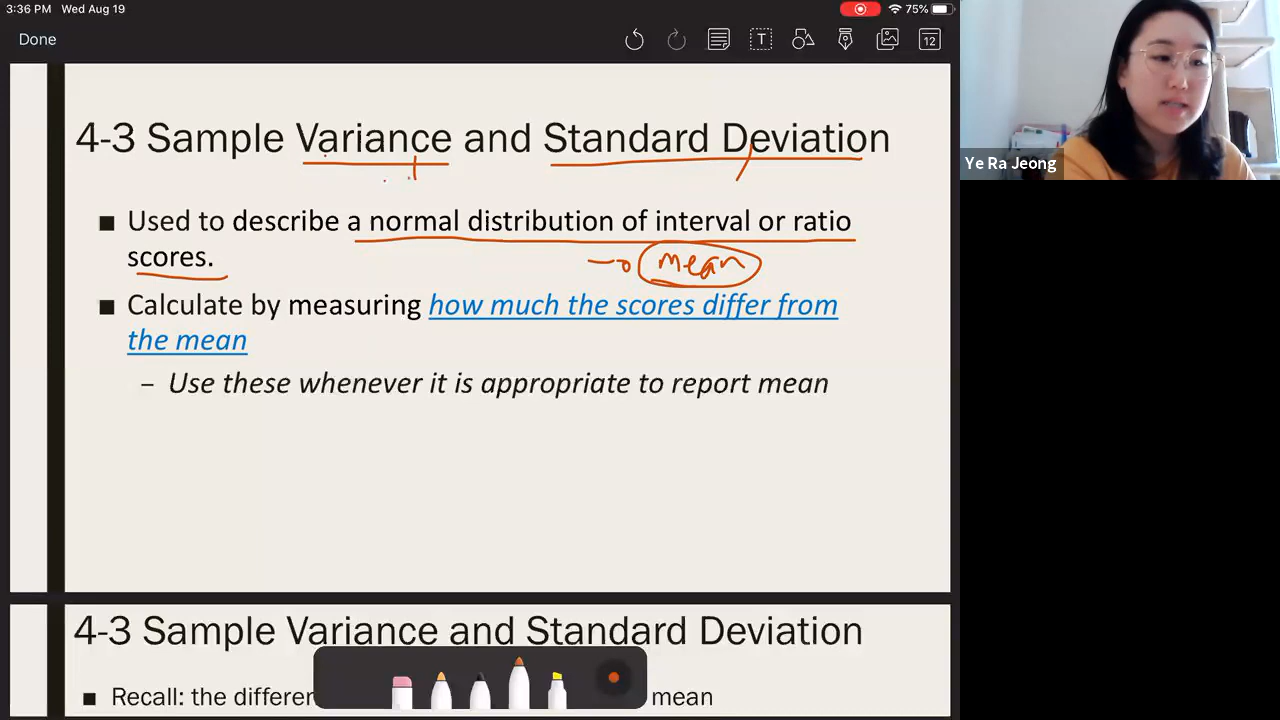 3:36 PM Wed Aug 19
75%
Done
T
12
4-3 Sample Variance and Standard Deviation
■ Used to describe a normal distribution of interval or ratio
scores.
mean
■ Calculate by measuring how much the scores differ from
the mean
– Use these whenever it is appropriate to report mean
Ye Ra Jeong
4-3 Sample Variance and Standard Deviation
■ Recall: the mean